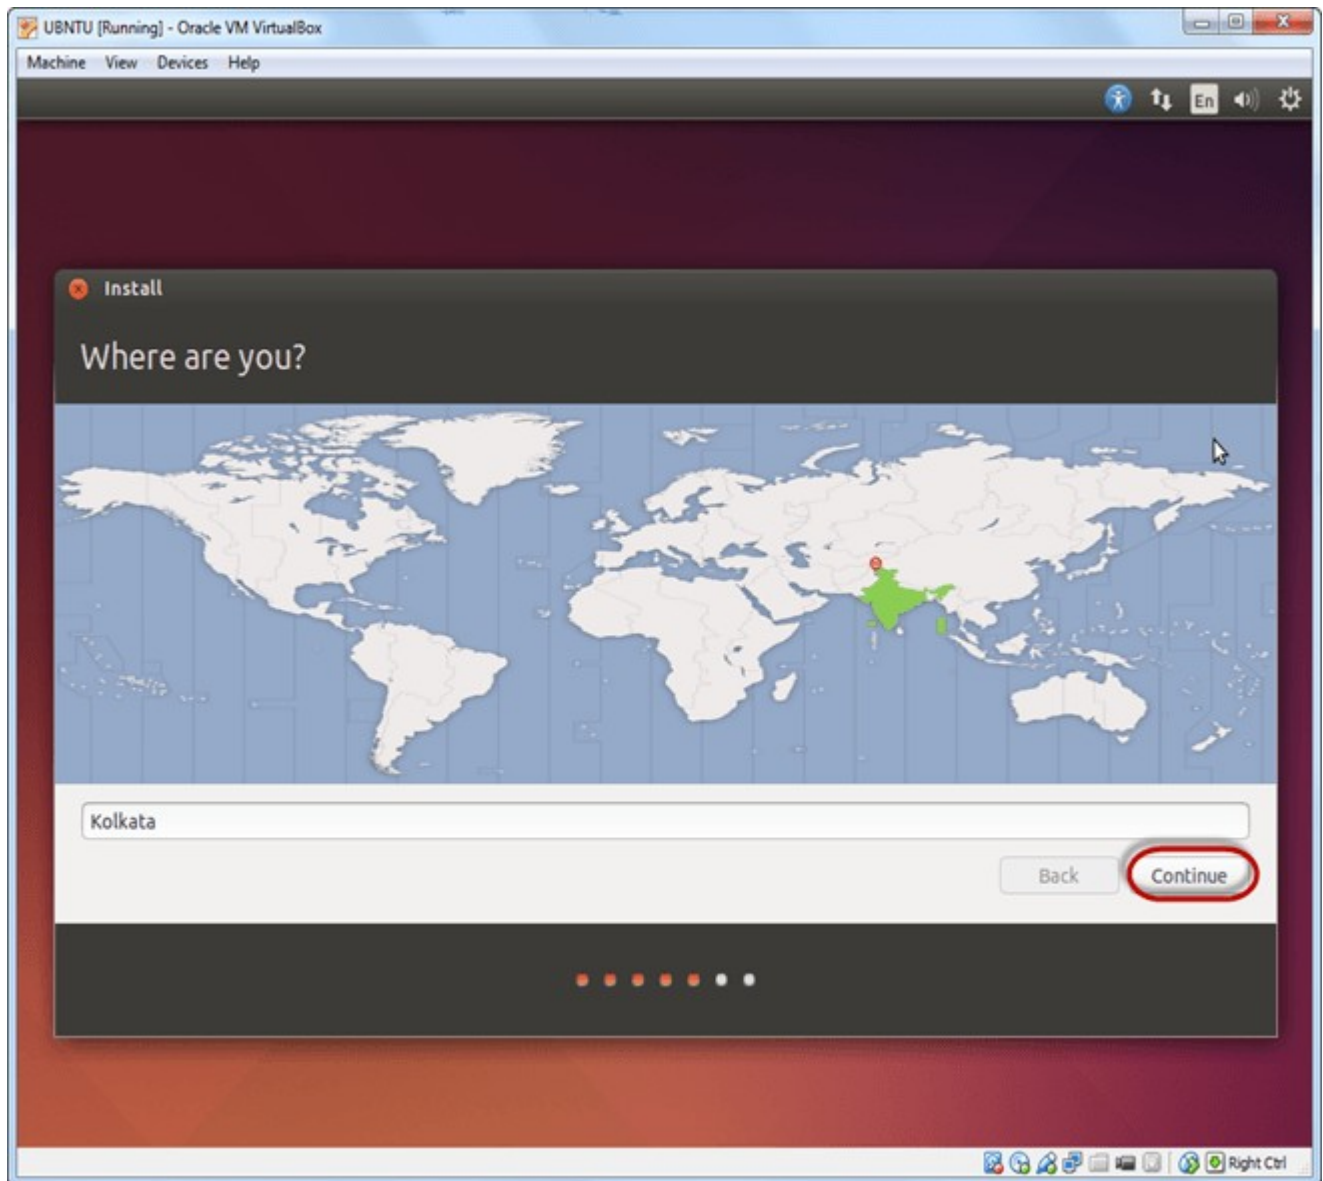 UBNTU [Running] - Oracle VM VirtualBox
Machine View Devices Help
En
Install
Where are you?
Kolkata
Back Continue
Right Ctrl